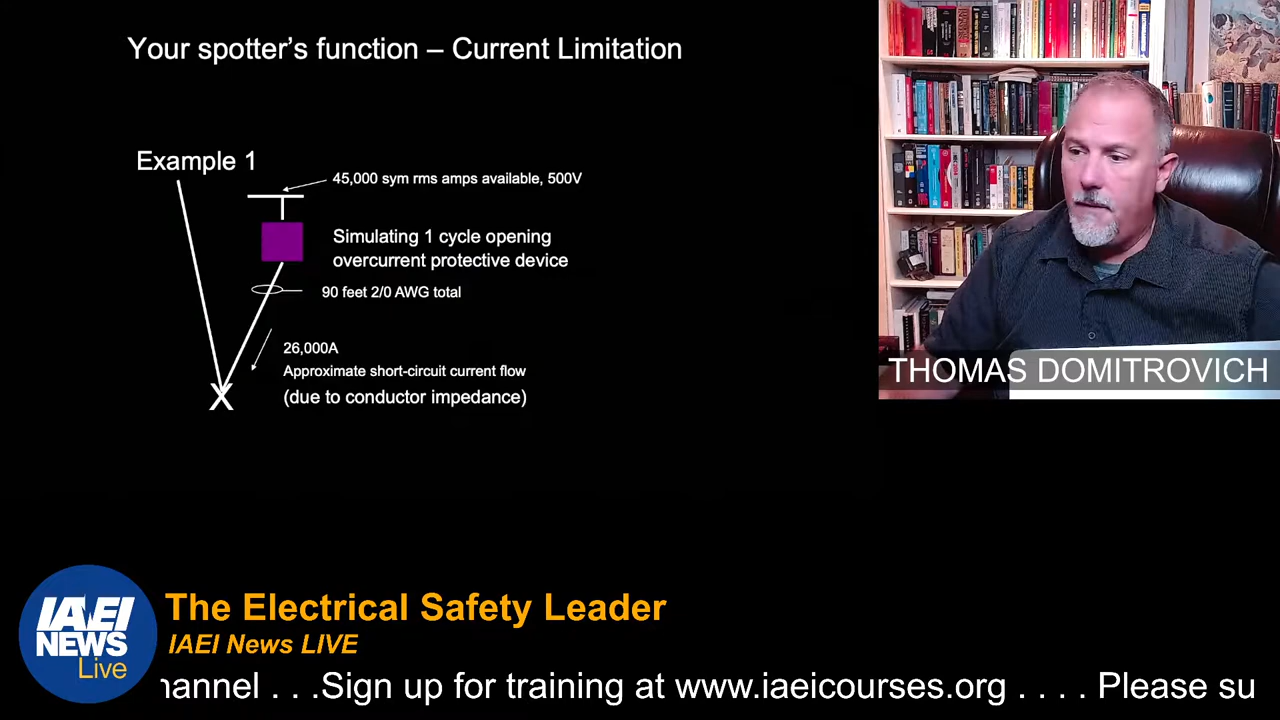 Your spotter's function – Current Limitation
Example 1
45,000 sym rms amps available, 500V
Simulating 1 cycle opening
overcurrent protective device
90 feet 2/0 AWG total
26,000A
Approximate short-circuit current flow
(due to conductor impedance)
X
THOMAS DOMITROVICH
IAEI
NEWS
Live
The Electrical Safety Leader
IAEI News LIVE
hannel . . .Sign up for training at www.iaeicourses.org . . . . Please su